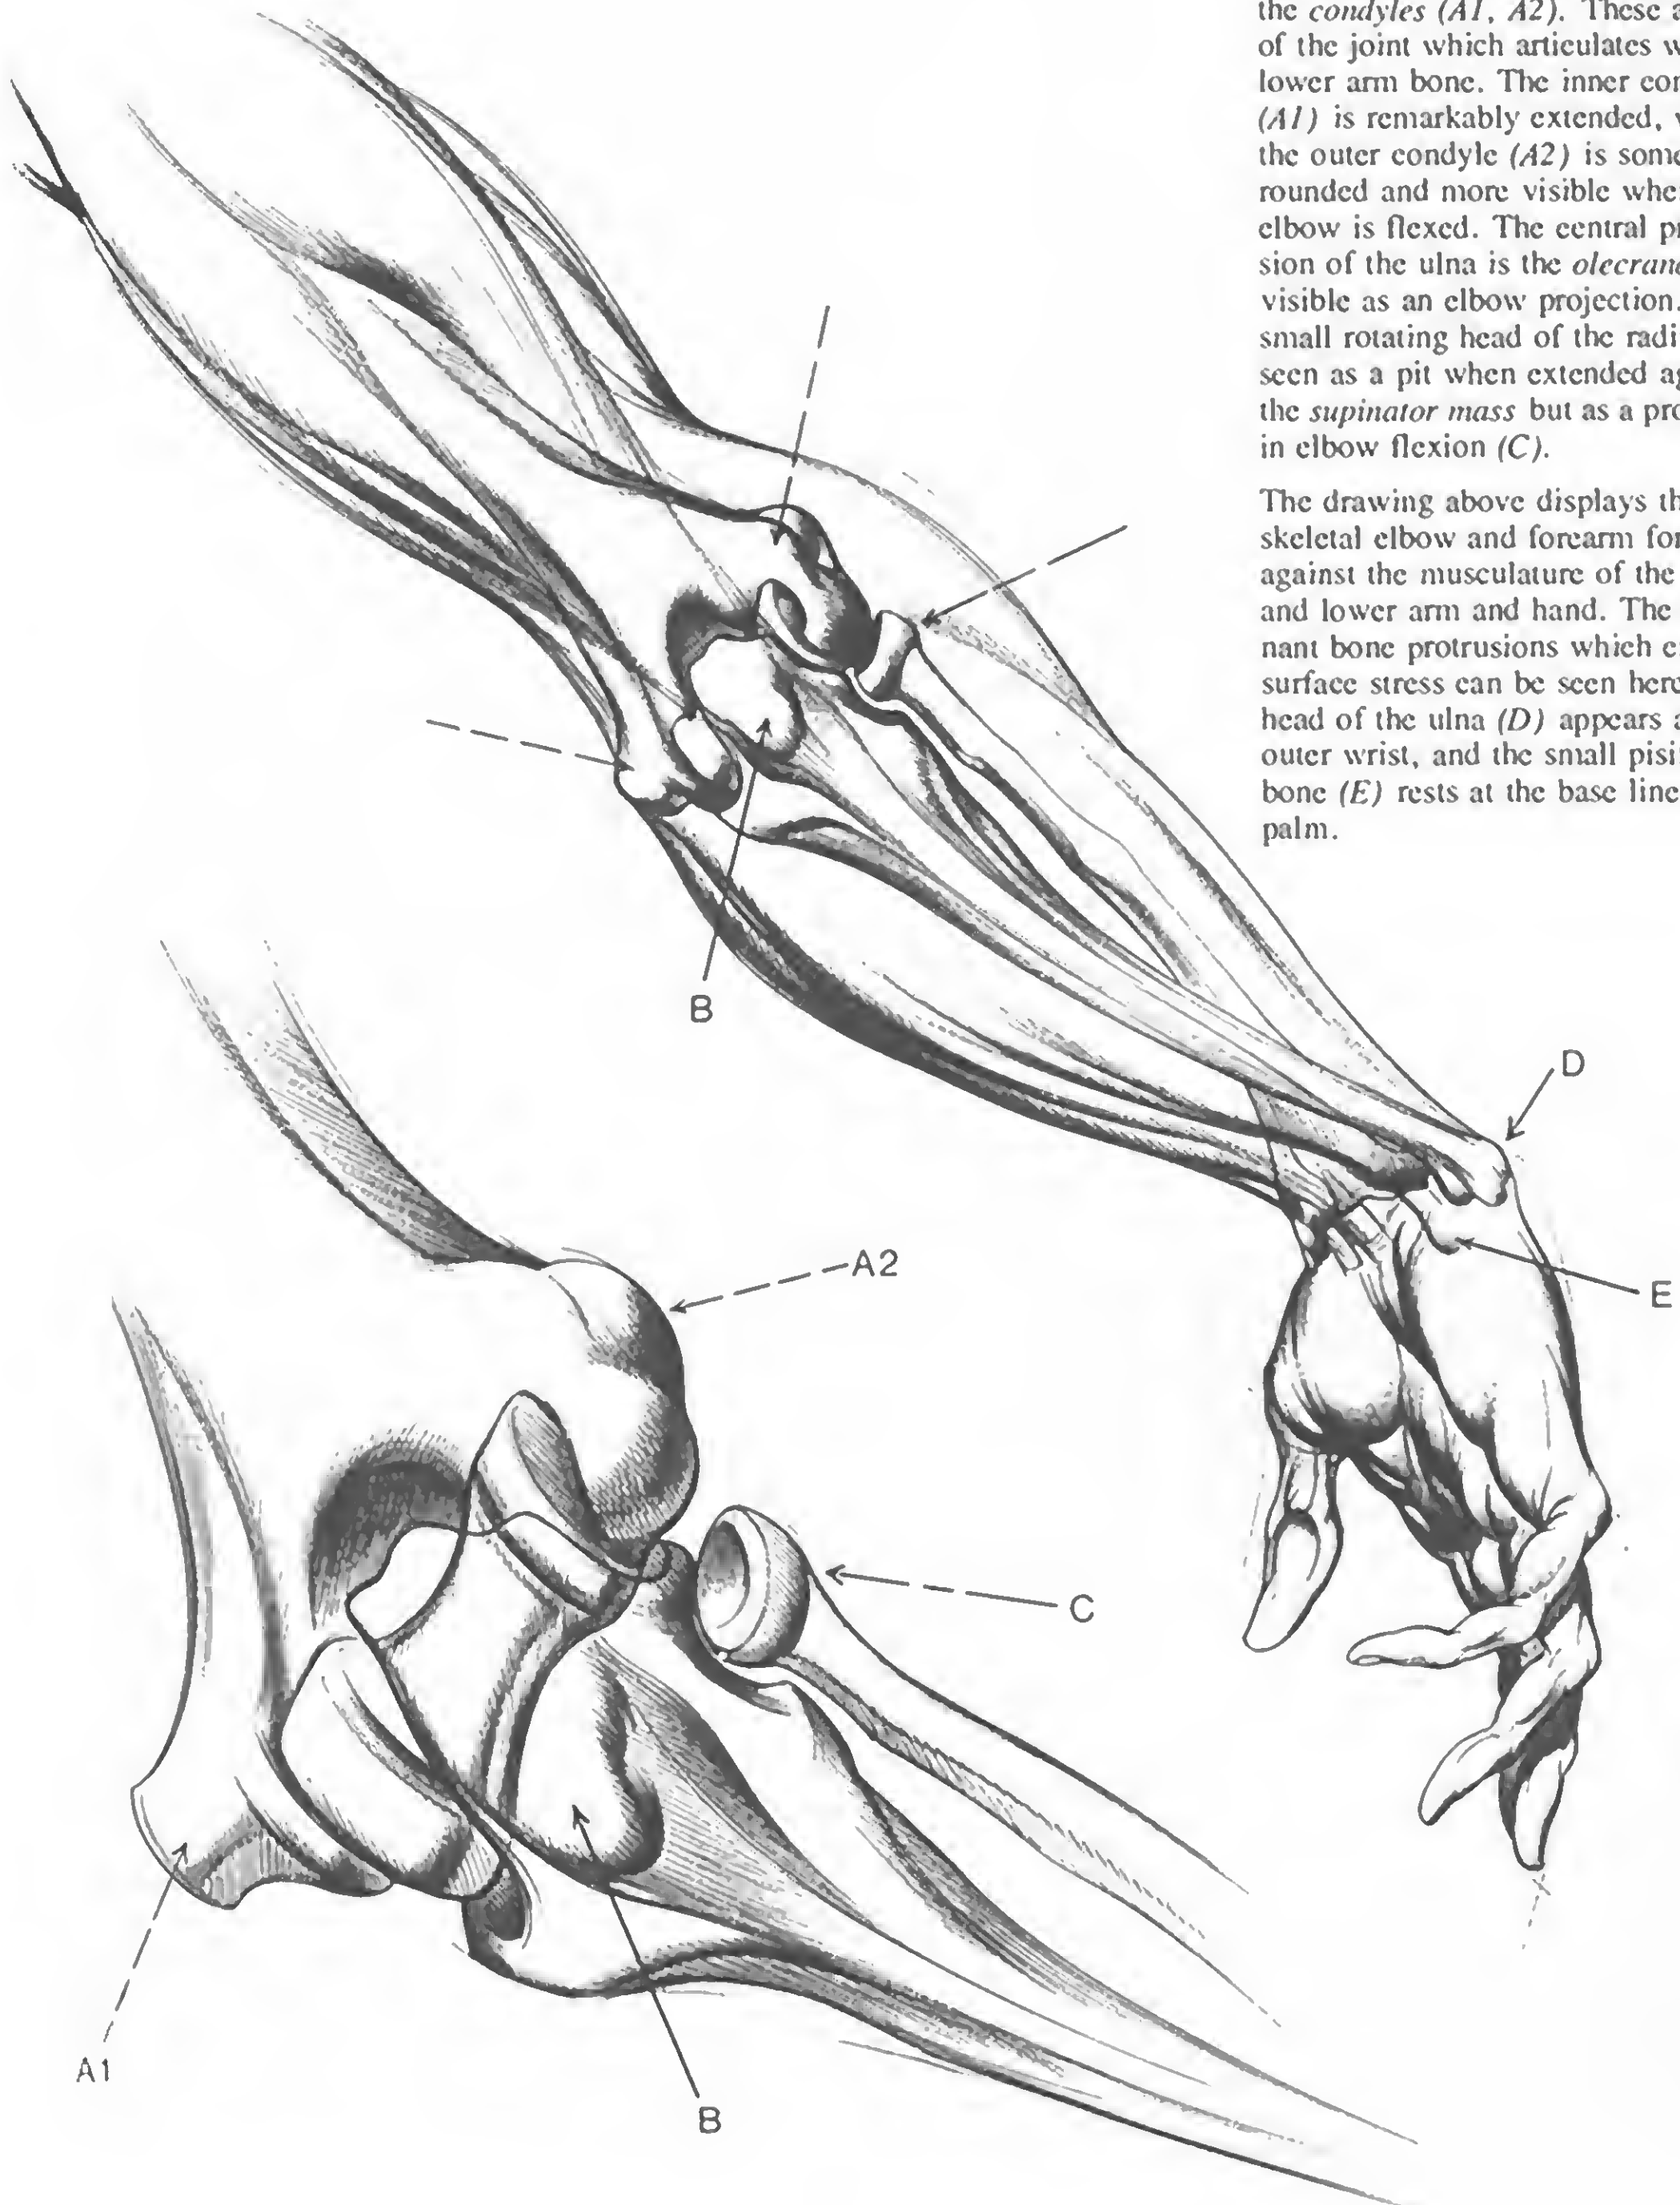 the condyles (A1, A2). These a
of the joint which articulates w
lower arm bone. The inner con
(A1) is remarkably extended, w
the outer condyle (A2) is some
rounded and more visible whe
elbow is flexed. The central pr
sion of the ulna is the olecran
visible as an elbow projection.
small rotating head of the radi
seen as a pit when extended ag
the supinator mass but as a pro
in elbow flexion (C).
The drawing above displays th
skeletal elbow and forearm for
against the musculature of the
and lower arm and hand. The
nant bone protrusions which c
surface stress can be seen here
head of the ulna (D) appears a
outer wrist, and the small pisi
bone (E) rests at the base line
palm.
B
D
A2
E
C
A1
B